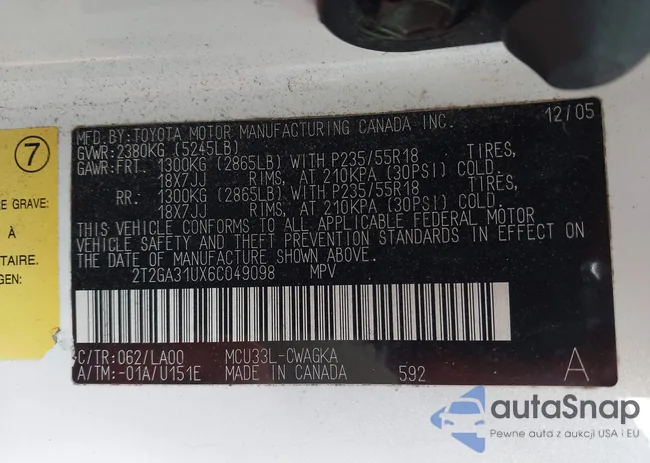 7
E GRAVE:
À
TAIRE.
MFD.BY:TOYOTA MOTOR MANUFACTURING CANADA INC. 12/05
GVWR:2380KG (5245LB)
GAWR:FRT. 1300KG (2865LB) WITH P235/55R18 TIRES,
18X7JJ RIMS, AT 210KPA (30PSI) COLD.
RR. 1300KG (2865LB) WITH P235/55R18 TIRES,
18X7JJ RIMS, AT 210KPA (30PSI) COLD.
THIS VEHICLE CONFORMS TO ALL APPLICABLE FEDERAL MOTOR
VEHICLE SAFETY AND THEFT PREVENTION STANDARDS IN EFFECT ON
THE DATE OF MANUFACTURE SHOWN ABOVE.
2T2GA31UX6C049098 MPV
C/TR:062/LA00 MCU33L-CWAGKA
A/TM:-01A/U151E MADE IN CANADA 592 A
autaSnap
Pewne auta z aukcji USA i EU